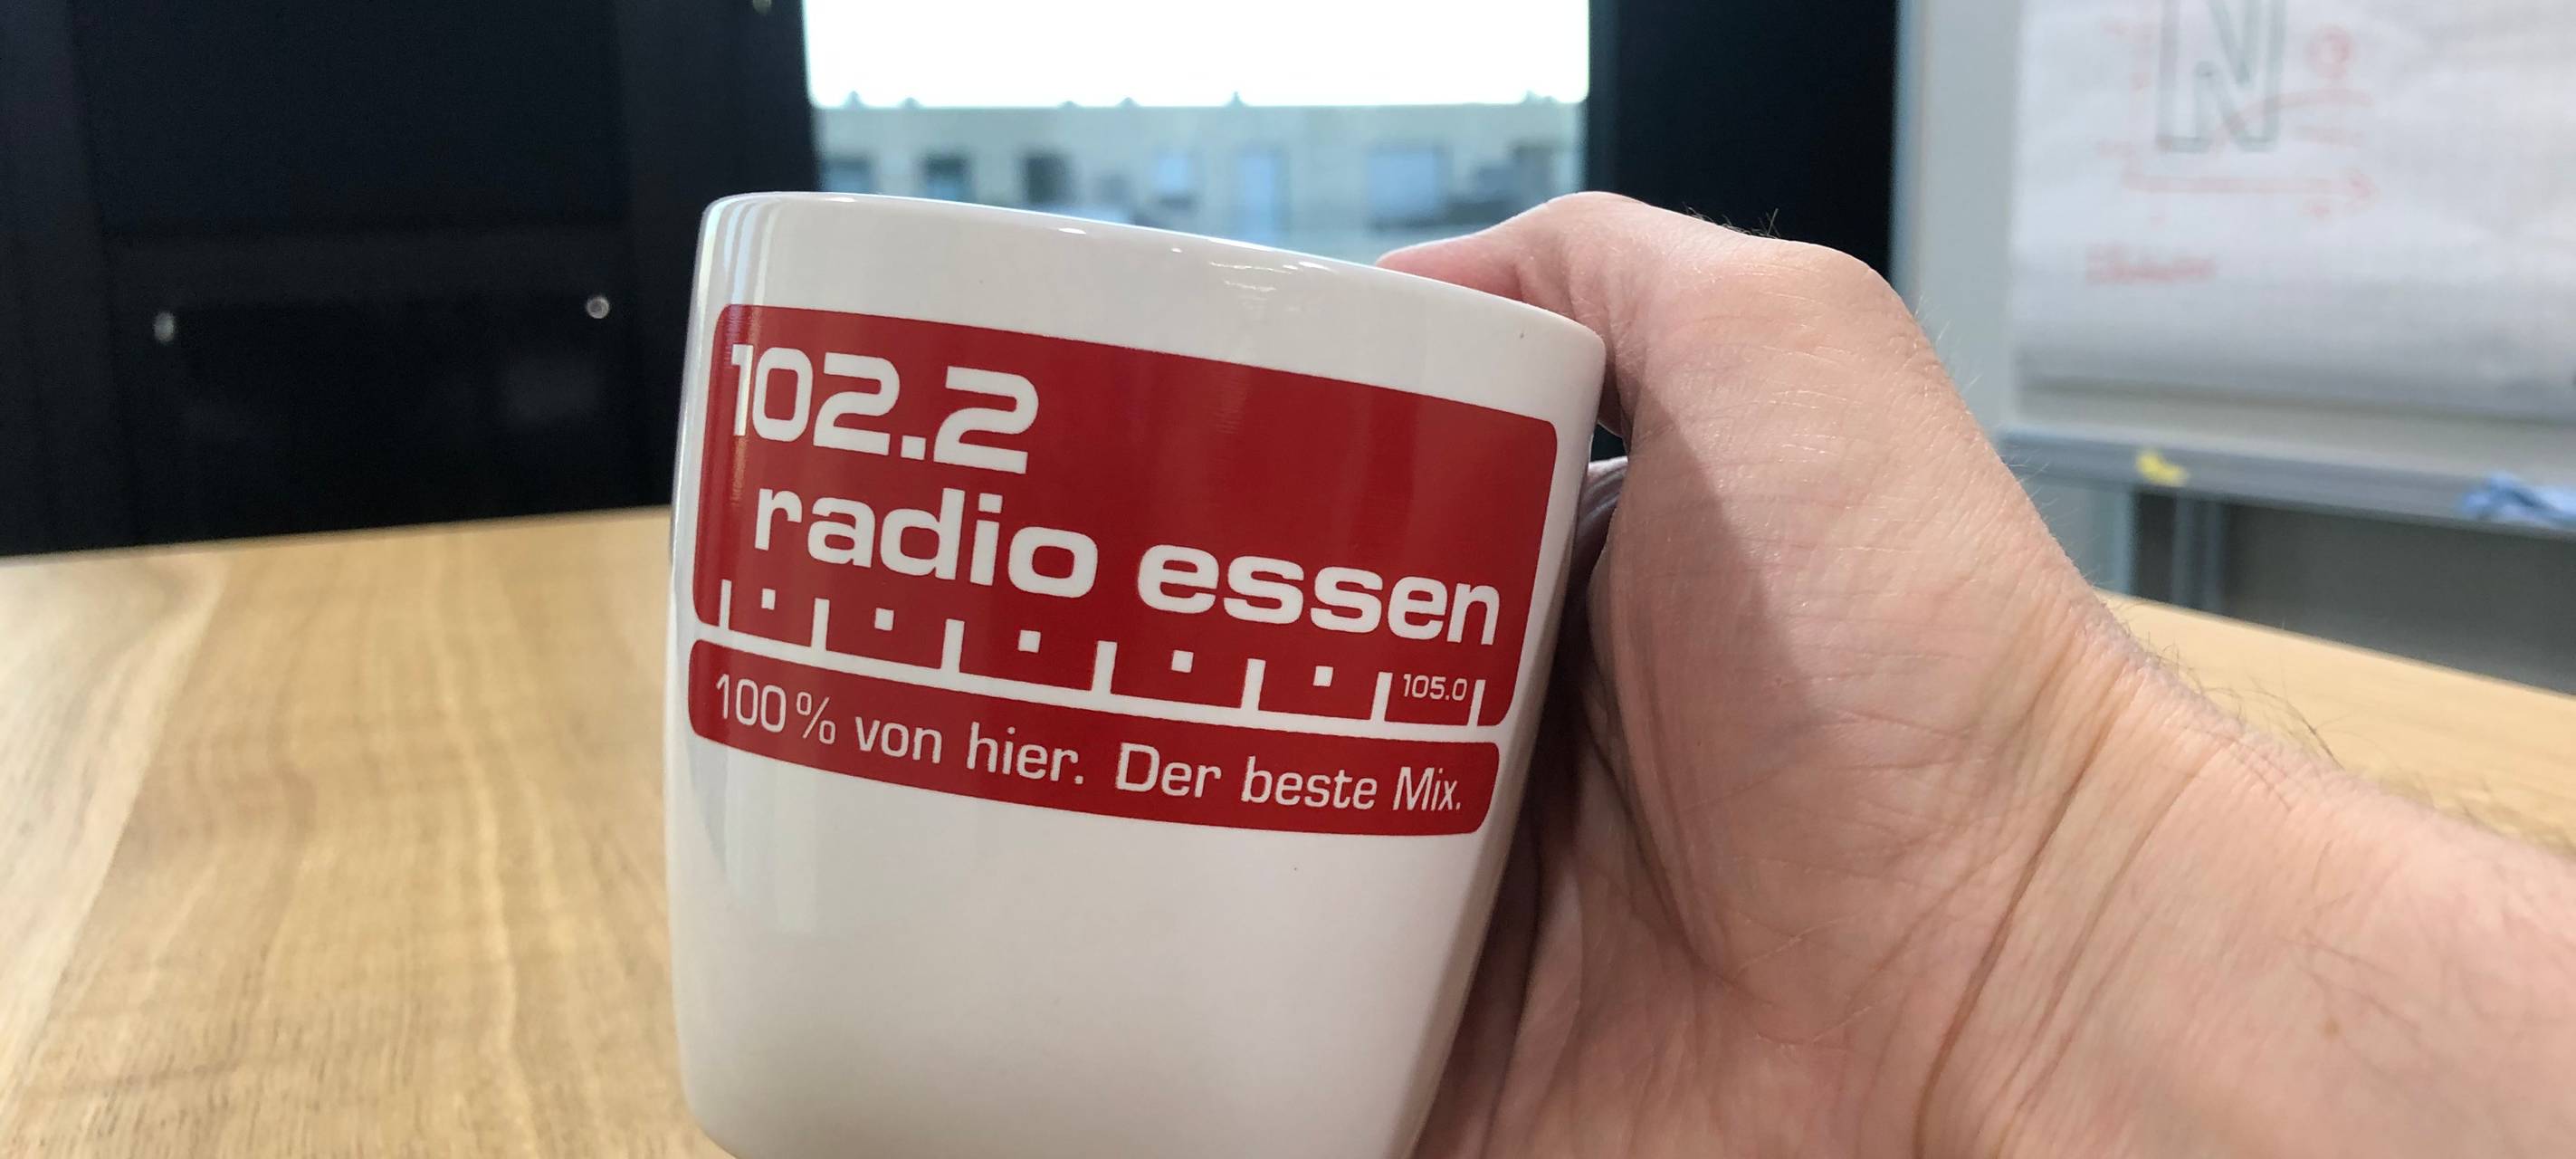 102.2
radio essen
105.0
100% von hier. Der beste Mix.
N